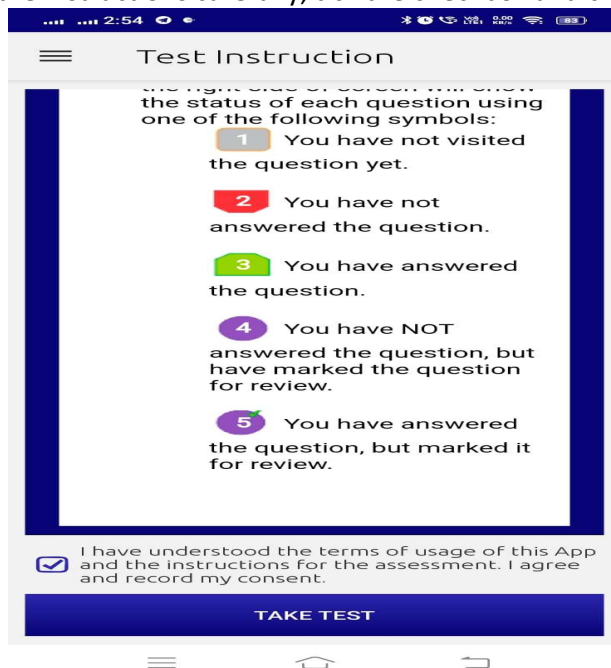 2:54 0.00 KB/s 83
Test Instruction
the right side of screen will show
the status of each question using
one of the following symbols:
1 You have not visited
the question yet.
2 You have not
answered the question.
3 You have answered
the question.
4 You have NOT
answered the question, but
have marked the question
for review.
5 You have answered
the question, but marked it
for review.
I have understood the terms of usage of this App
and the instructions for the assessment. I agree
and record my consent.
TAKE TEST